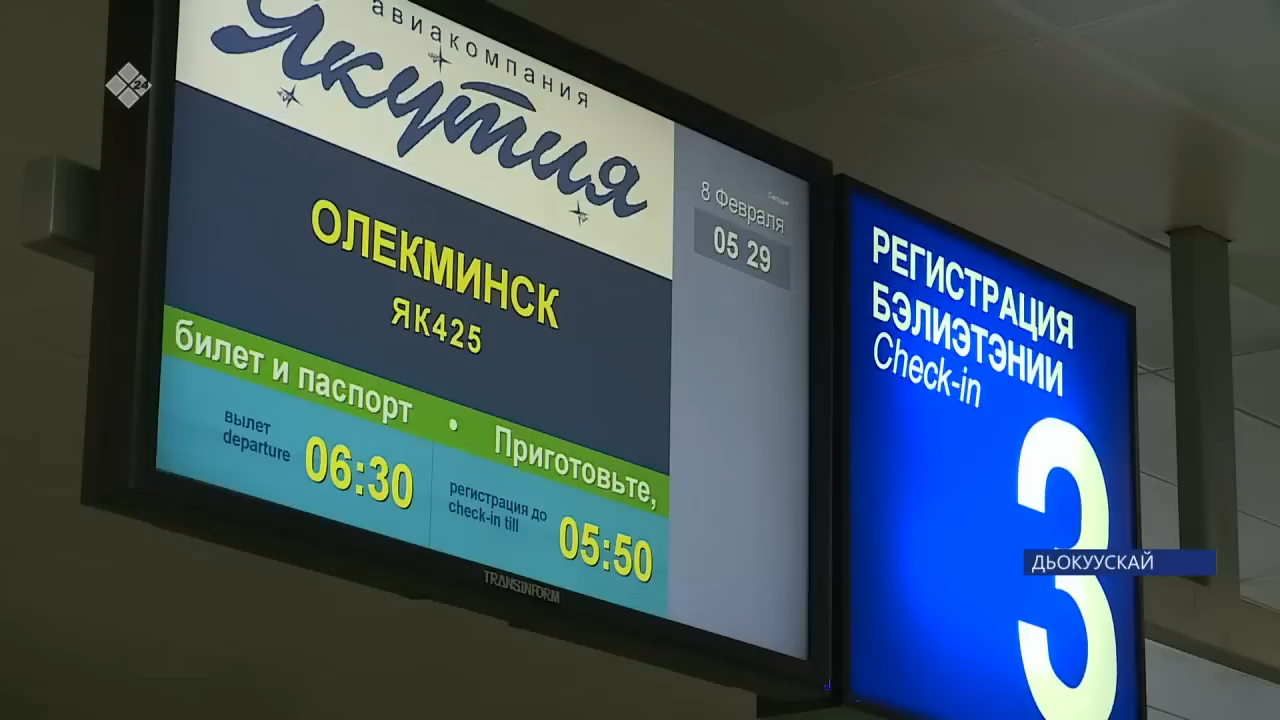 24
авиакомпания
Якутия
Сегодня
8 Февраля
05 29
ОЛЕКМИНСК
ЯК425
билет и паспорт • Приготовьте,
вылет
departure
06:30
регистрация до
check-in till
05:50
TRANSINFORM
РЕГИСТРАЦИЯ
БЭЛИЭТЭНИИ
Check-in
3
ДЬОКУУСКАЙ